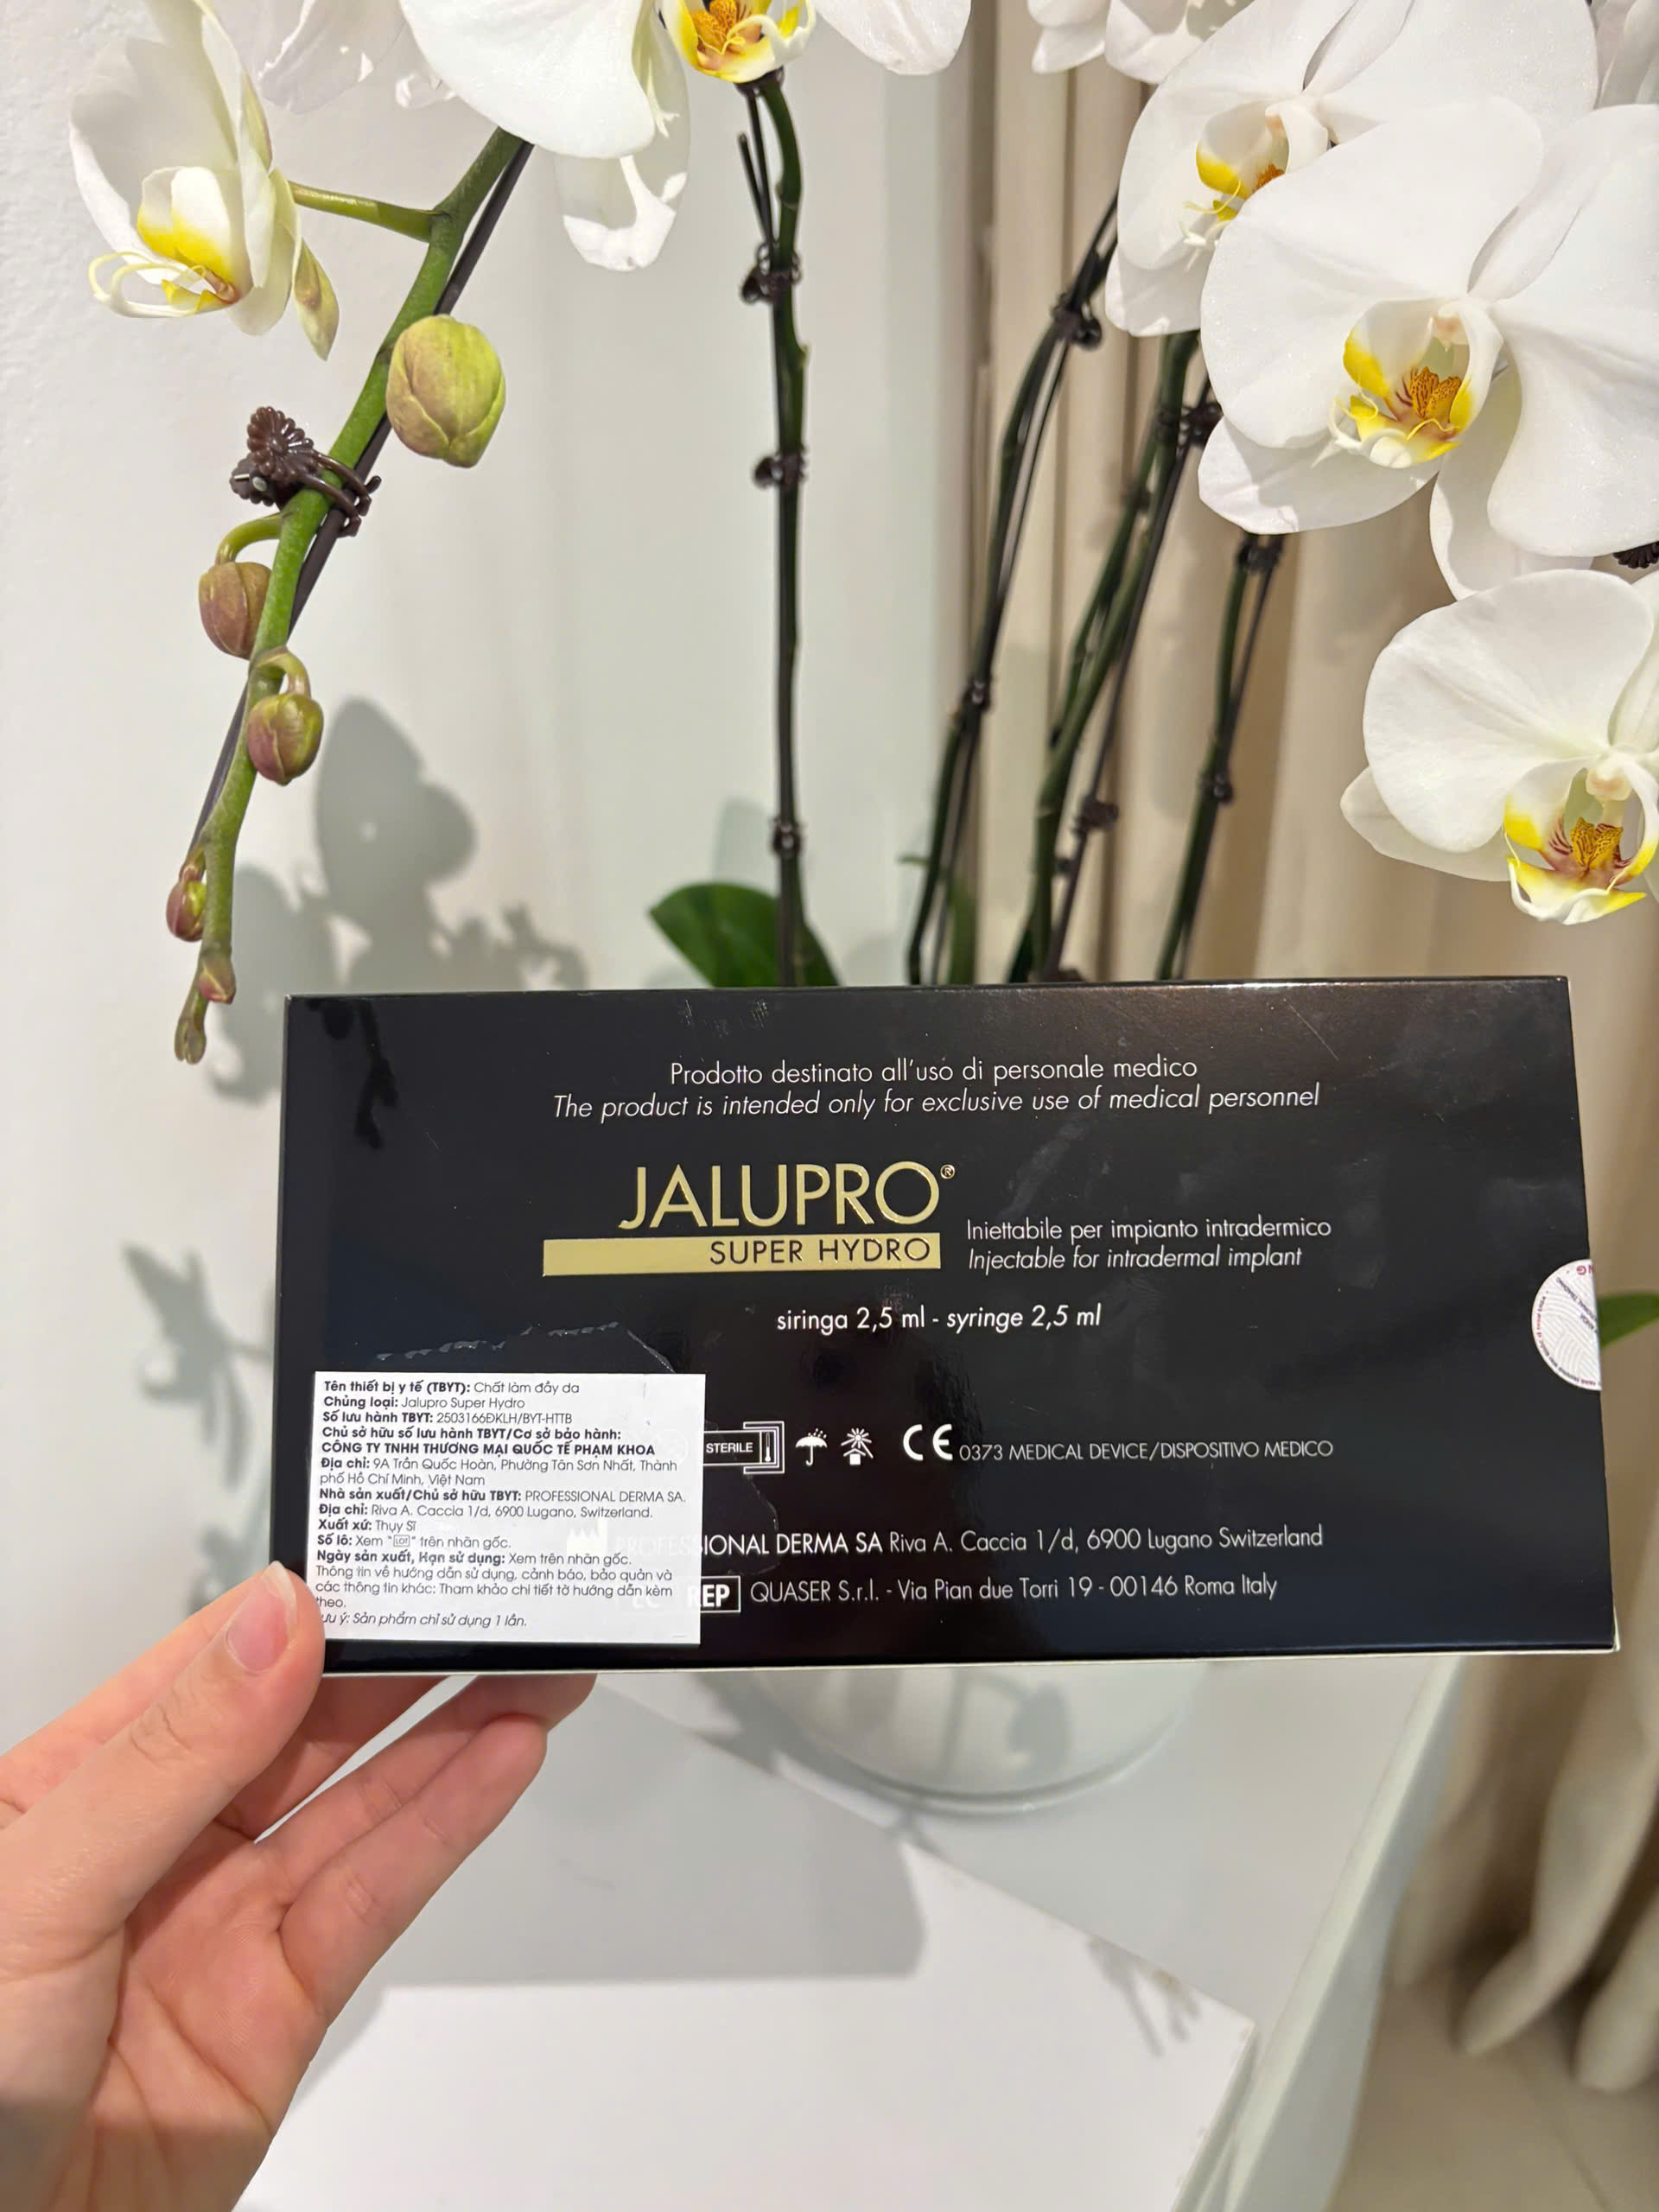 Prodotto destinato all'uso di personale medico
The product is intended only for exclusive use of medical personnel
JALUPRO®
SUPER HYDRO
Iniettabile per impianto intradermico
Injectable for intradermal implant
siringa 2,5 ml - syringe 2,5 ml
Tên thiết bị y tế (TBYT): Chất làm đầy da
Chủng loại: Jalupro Super Hydro
Số lưu hành TBYT: 2503166ĐKLH/BYT-HTTB
Chủ sở hữu số lưu hành TBYT/Cơ sở bảo hành:
CÔNG TY TNHH THƯƠNG MẠI QUỐC TẾ PHẠM KHOA
Địa chỉ: 9A Trần Quốc Hoàn, Phường Tân Sơn Nhất, Thành
phố Hồ Chí Minh, Việt Nam
Nhà sản xuất/Chủ sở hữu TBYT: PROFESSIONAL DERMA SA.
Địa chỉ: Riva A. Caccia 1/d, 6900 Lugano, Switzerland.
Xuất xứ: Thụy Sĩ
Số lô: Xem "LOT" trên nhãn gốc.
Ngày sản xuất, Hạn sử dụng: Xem trên nhãn gốc.
Thông tin về hướng dẫn sử dụng, cảnh báo, bảo quản và
các thông tin khác: Tham khảo chi tiết tờ hướng dẫn kèm
theo.
Lưu ý: Sản phẩm chỉ sử dụng 1 lần.
STERILE
CE 0373 MEDICAL DEVICE/DISPOSITIVO MEDICO
PROFESSIONAL DERMA SA Riva A. Caccia 1/d, 6900 Lugano Switzerland
EC REP QUASER S.r.l. - Via Pian due Torri 19 - 00146 Roma Italy